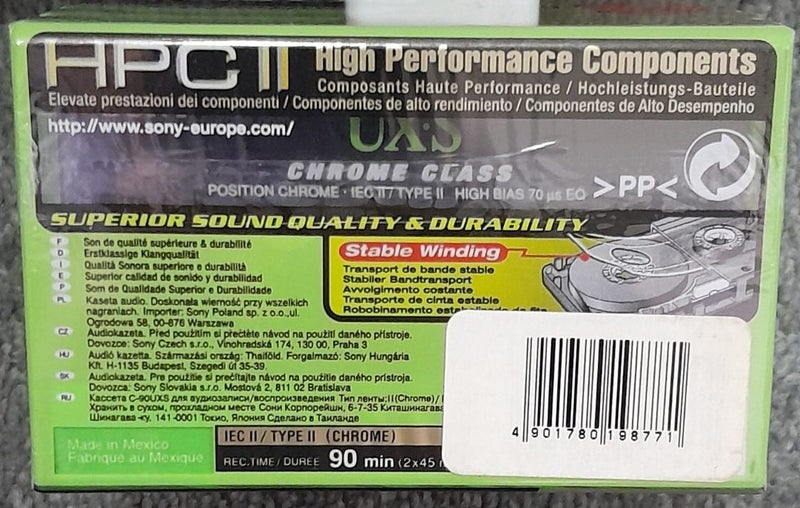 HPC II High Performance Components
Composants Haute Performance / Hochleistungs-Bauteile
Elevate prestazioni dei componenti / Componentes de alto rendimiento / Componentes de Alto Desempenho
http://www.sony-europe.com/
UX·S
CHROME CLASS
POSITION CHROME · IEC II / TYPE II HIGH BIAS 70 µs EQ >PP<
SUPERIOR SOUND QUALITY & DURABILITY
F Son de qualité supérieure & durabilité
D Erstklassige Klangqualität
I Qualità Sonora superiore e durabilità
E Superior calidad de sonido y durabilidad
P Som de Qualidade Superior e Durabilidade
PL Kaseta audio. Doskonała wierność przy wszelkich
nagraniach. Importer: Sony Poland sp. z o.o.,ul.
Ogrodowa 58, 00-876 Warszawa
CZ Audiokazeta. Před použitím si přečtěte návod na použití daného přístroje.
Dovozce: Sony Czech s.r.o., Vinohradská 174, 130 00, Praha 3
HU Audió kazetta. Származási ország: Thaiföld. Forgalmazó: Sony Hungária
Kft. H-1135 Budapest, Szegedi út 35-39.
SK Audiokazeta. Pre použitie si prečítajte návod na použitie daného prístroje.
Dovozca: Sony Slovakia s.r.o. Mostová 2, 811 02 Bratislava
RU Кассета C-90UXS для аудиозаписи/воспроизведения Тип ленты:II(Chrome)/
Хранить в сухом, прохладном месте Сони Корпорейшн, 6-7-35 Киташинагава
Шинагава-ку, 141-0001 Токио, Япония Сделано в Таиланде
Stable Winding
Transport de bande stable
Stabiler Bandtransport
Avvolgimento costante
Transporte de cinta estable
Robobinamento
Made in Mexico
Fabriqué au Mexique
IEC II / TYPE II (CHROME)
REC.TIME / DURÉE 90 min (2x45
4 901780 198771